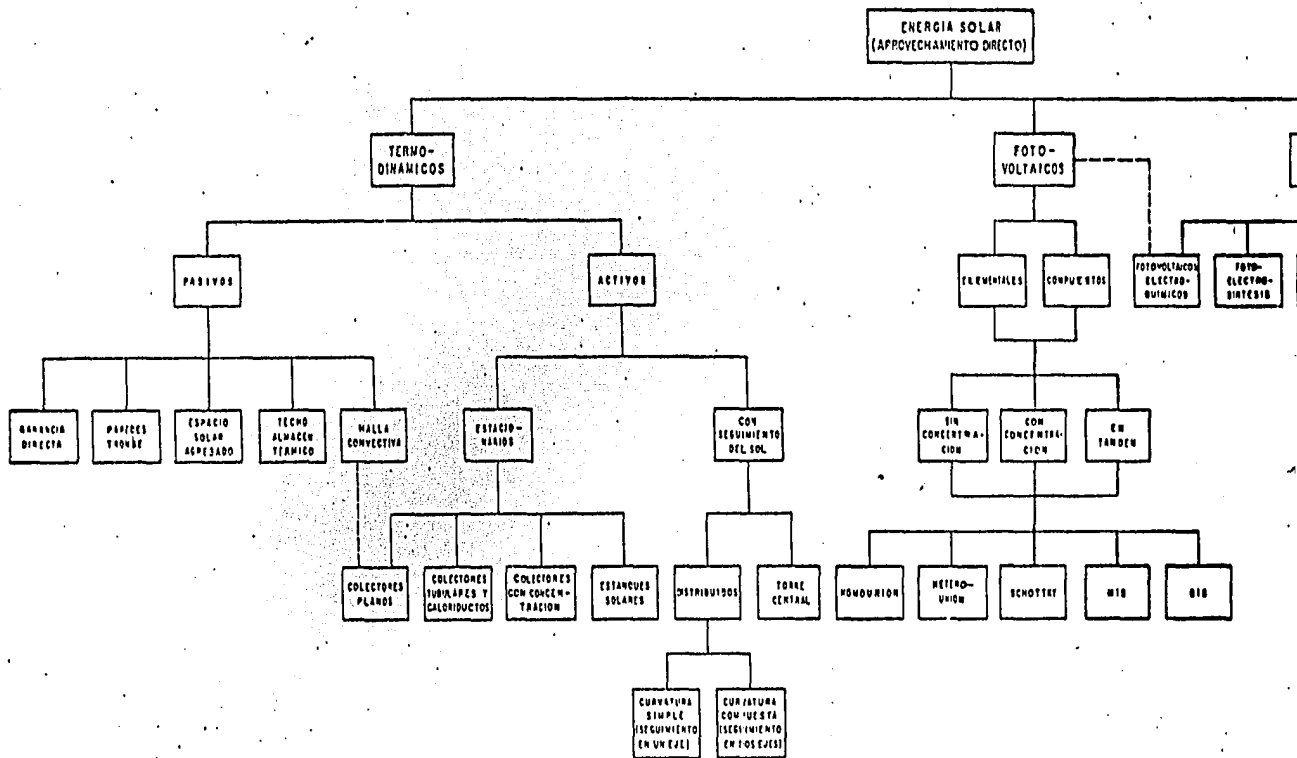 ENERGIA SOLAR
(APROVECHAMIENTO DIRECTO)
TERMO-
DINAMICOS
FOTO-
VOLTAICOS
PASIVOS
ACTIVOS
ELEMENTALES
COMPUESTOS
FOTOVOLTAICOS
ELECTRO-
QUIMICOS
FOTO-
ELECTRO-
SINTESIS
GANANCIA
DIRECTA
PAREDES
TROMBE
ESPACIO
SOLAR
AGREGADO
TECHO
ALMACEN
TERMICO
MALLA
CONVECTIVA
ESTACIO-
NARIOS
CON
SEGUIMIENTO
DEL SOL
SIN
CONCENTRA-
CION
CON
CONCENTRA-
CION
EN
TANDEN
COLECTORES
PLANOS
COLECTORES
TUBULARES Y
CALORIDUCTOS
COLECTORES
CON CONCEN-
TRACION
ESTANQUES
SOLARES
DISTRIBUIDOS
TORRE
CENTRAL
HOMOUNION
HETERO-
UNION
SCHOTTKY
MIS
SIS
CURVATURA
SIMPLE
(SEGUIMIENTO
EN UN EJE)
CURVATURA
COMPUESTA
(SEGUIMIENTO
EN DOS EJES)